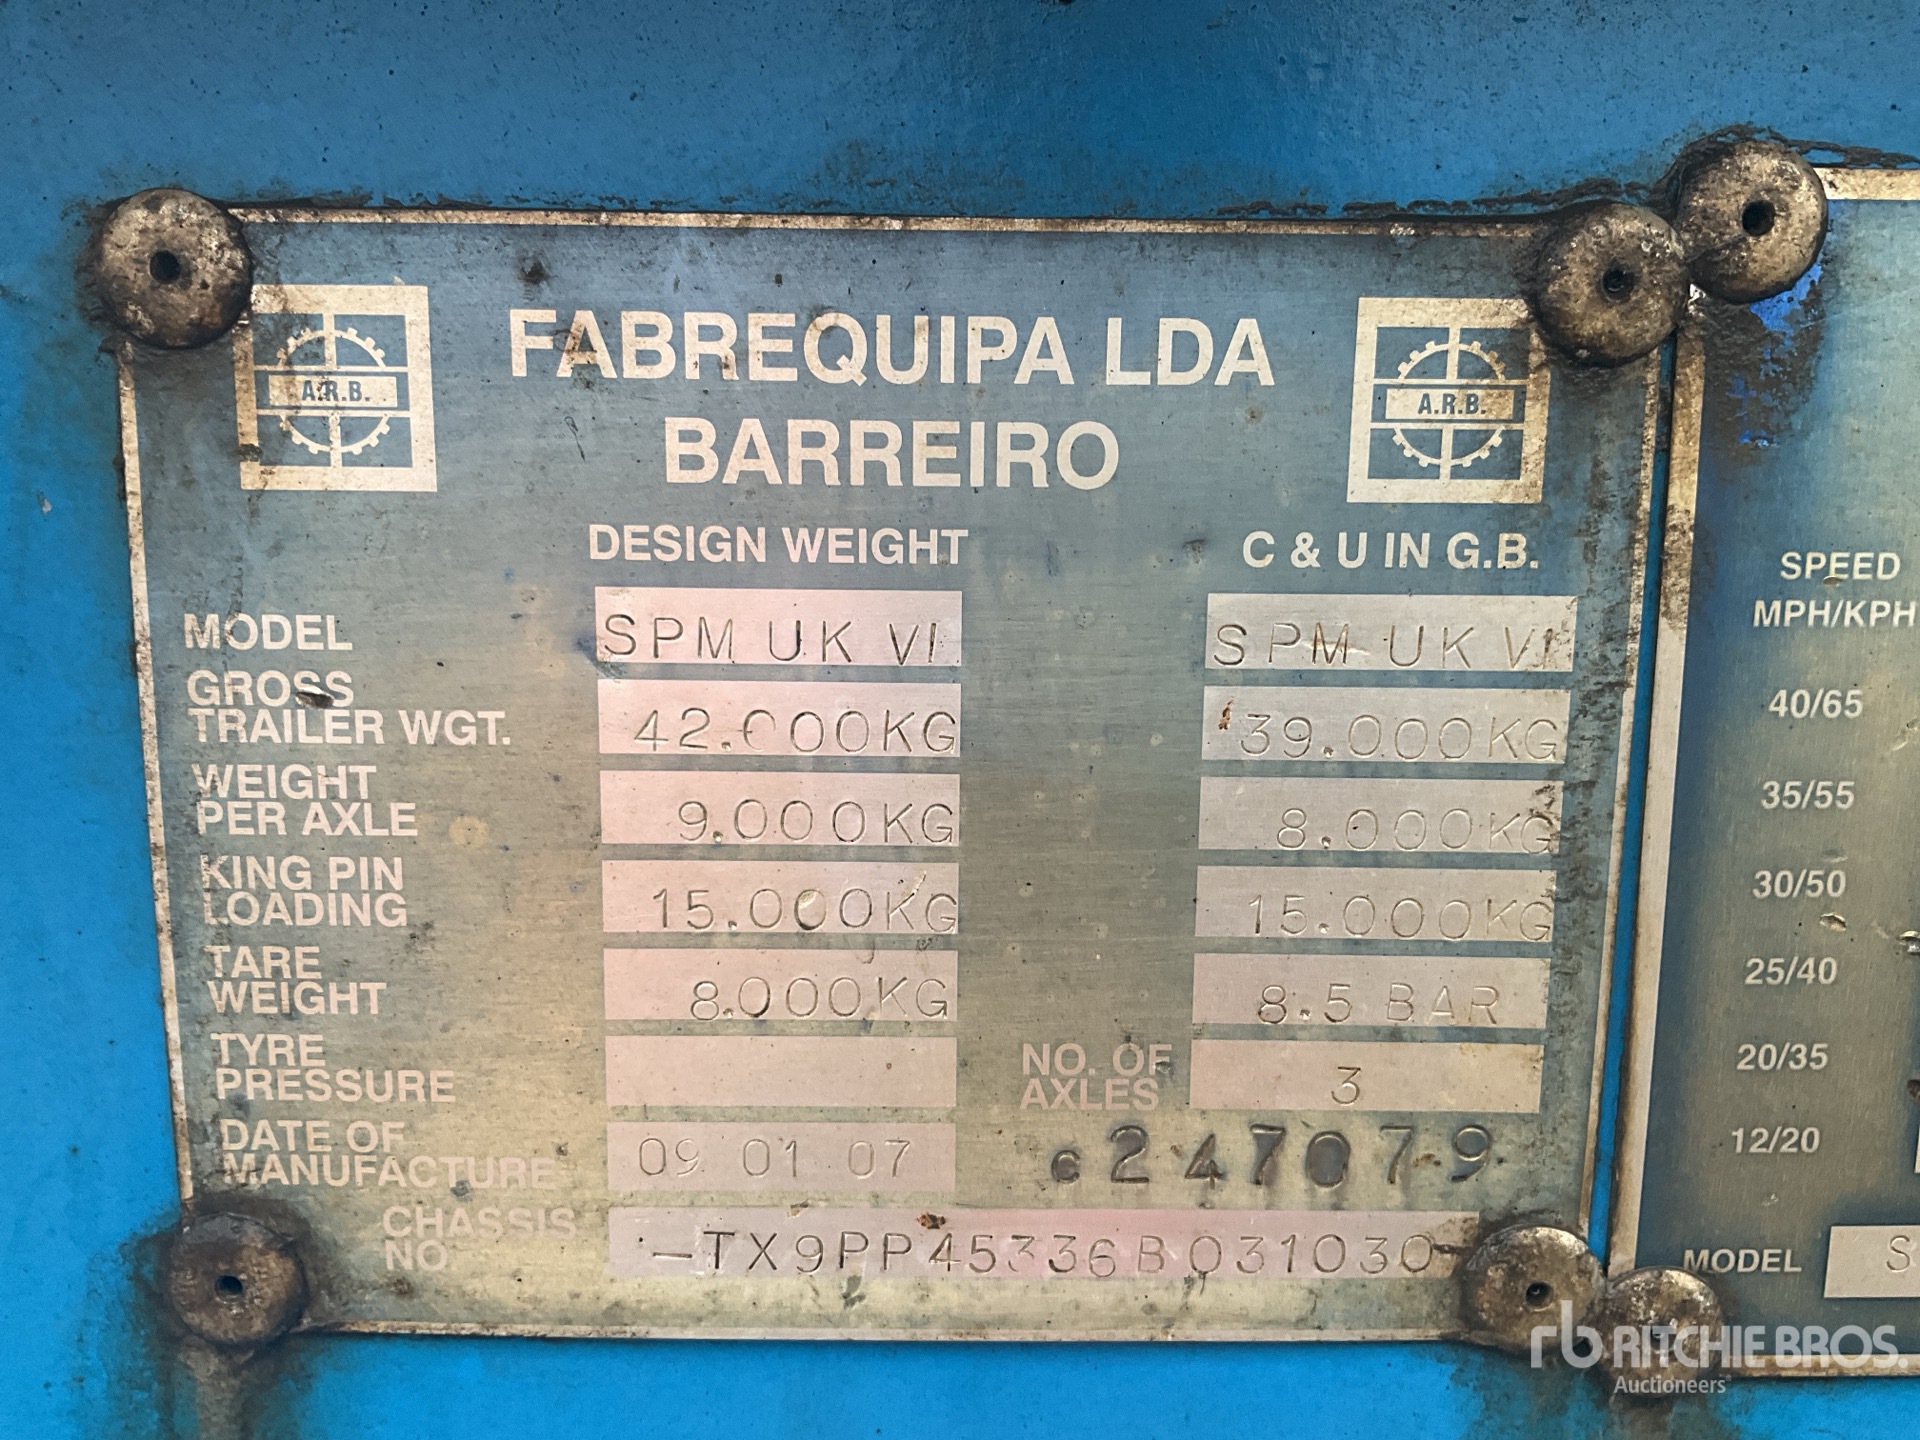 A.R.B.
FABREQUIPA LDA
A.R.B.
BARREIRO
DESIGN WEIGHT
C & U IN G.B.
MODEL
SPM UK VI
SPM UK VI
GROSS
TRAILER WGT.
42.000KG
39.000KG
WEIGHT
PER AXLE
9.000KG
8.000KG
KING PIN
LOADING
15.000KG
15.000KG
TARE
WEIGHT
8.000KG
8.5 BAR
TYRE
PRESSURE
NO. OF
AXLES
3
DATE OF
MANUFACTURE
09 01 07
c247079
CHASSIS
NO.
-TX9PP45336B031030-
SPEED
MPH/KPH
40/65
35/55
30/50
25/40
20/35
12/20
MODEL
S
rb RITCHIE BROS.
Auctioneers